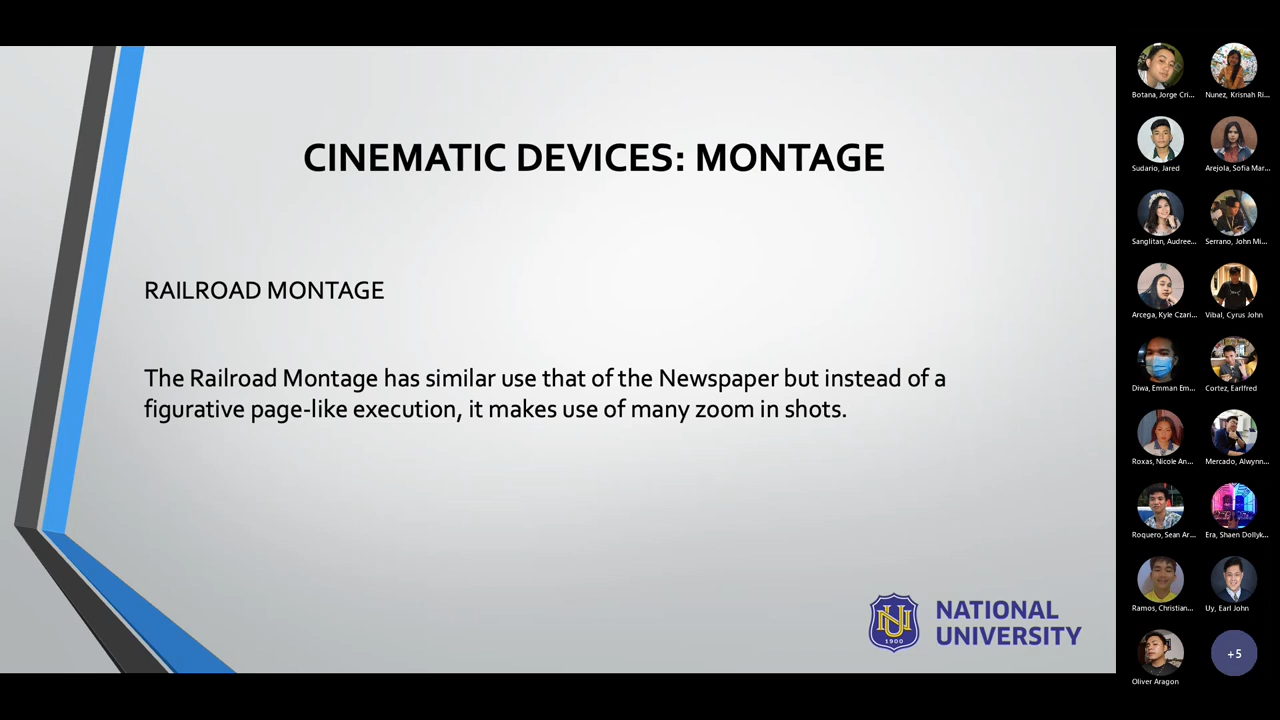 CINEMATIC DEVICES: MONTAGE
RAILROAD MONTAGE
The Railroad Montage has similar use that of the Newspaper but instead of a
figurative page-like execution, it makes use of many zoom in shots.
NU
1900
NATIONAL
UNIVERSITY
Botana, Jorge Cri...
Nunez, Krisnah Ri...
Sudario, Jared
Arejola, Sofia Mar...
Sanglitan, Audree...
Serrano, John Mi...
Arcega, Kyle Czari...
Vibal, Cyrus John
Diwa, Emman Em...
Cortez, Earlfred
Roxas, Nicole An...
Mercado, Alwynn...
Roquero, Sean Ar...
Era, Shaen Dollyk...
Ramos, Christian...
Uy, Earl John
Oliver Aragon
+5